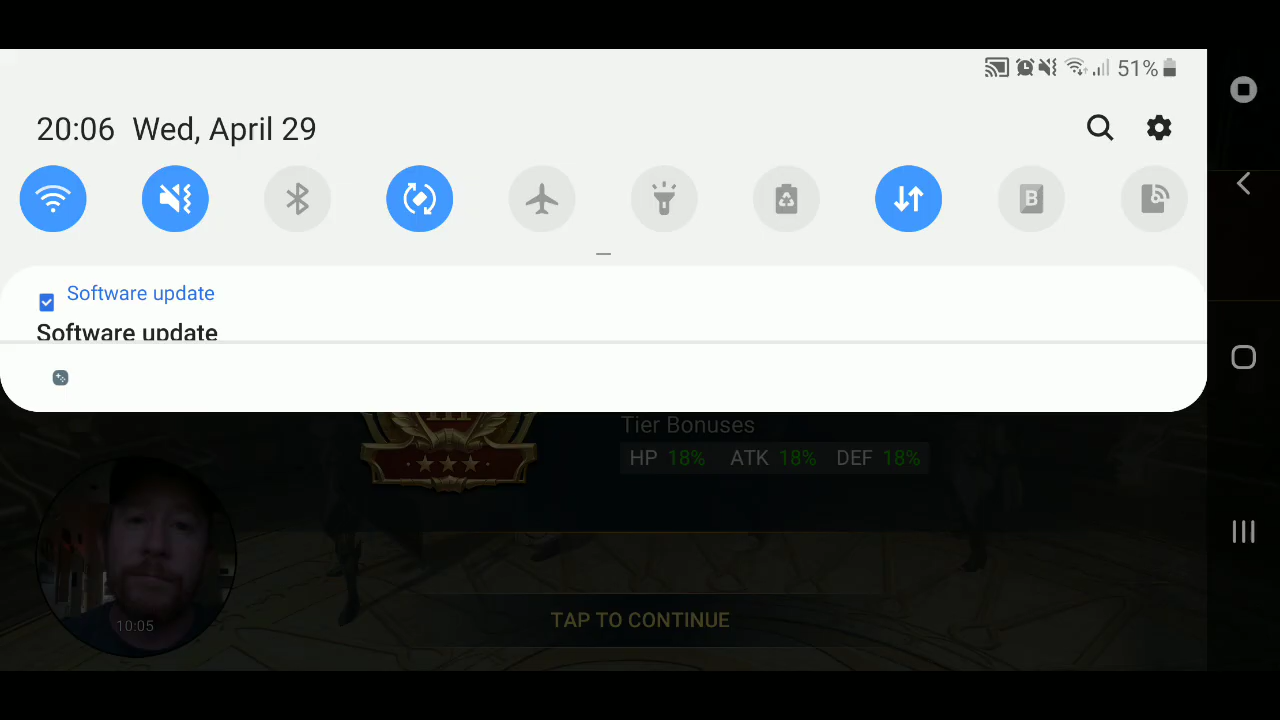 51%
20:06 Wed, April 29
B
Software update
Software update
III
Tier Bonuses
HP 18% ATK 18% DEF 18%
10:05
TAP TO CONTINUE